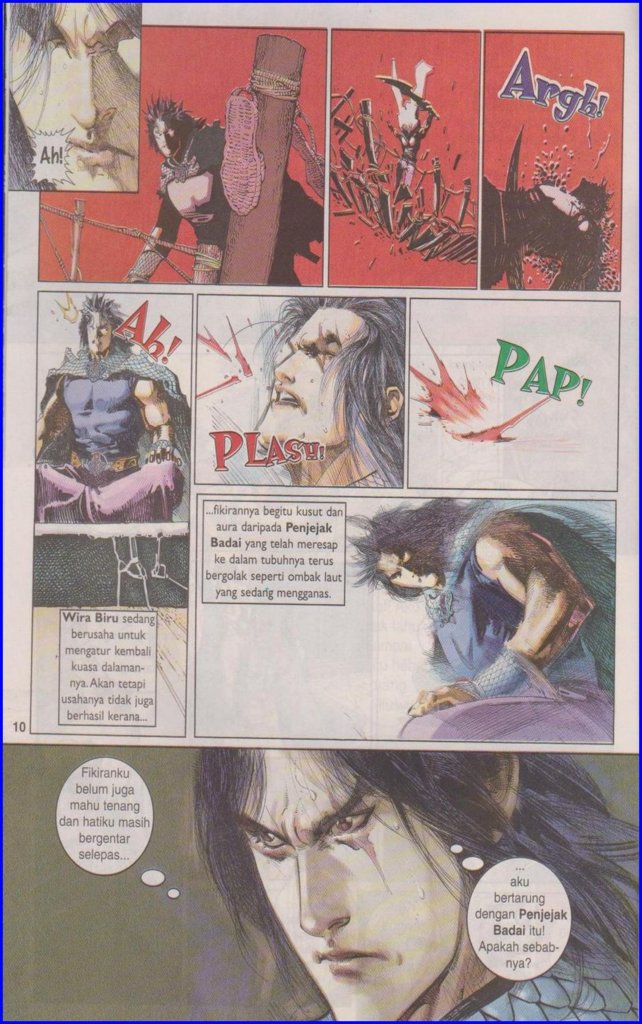 Ah!
Argh!
Ah!
PLASH!
PAP!
Wira Biru sedang
berusaha untuk
mengatur kembali
kuasa dalaman-
nya. Akan tetapi
usahanya tidak juga
berhasil kerana...
...fikirannya begitu kusut dan
aura daripada Penjejak
Badai yang telah meresap
ke dalam tubuhnya terus
bergolak seperti ombak laut
yang sedang mengganas.
10
Fikiranku
belum juga
mahu tenang
dan hatiku masih
bergentar
selepas...
...
aku
bertarung
dengan Penjejak
Badai itu!
Apakah sebab-
nya?